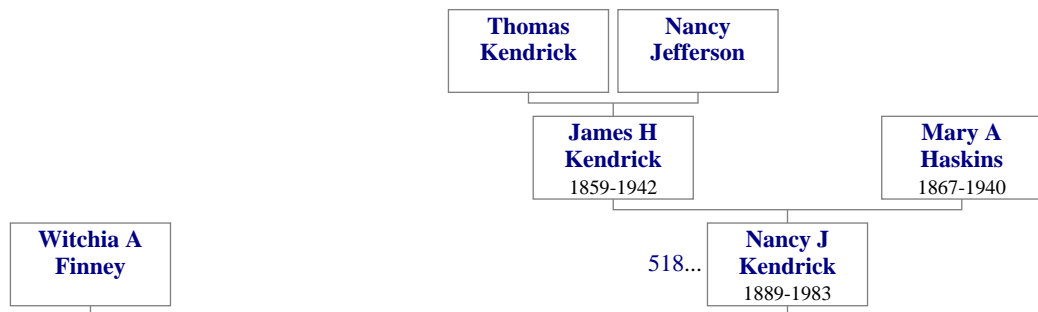 Thomas
Kendrick
Nancy
Jefferson
James H
Kendrick
1859-1942
Mary A
Haskins
1867-1940
Witchia A
Finney
518...
Nancy J
Kendrick
1889-1983